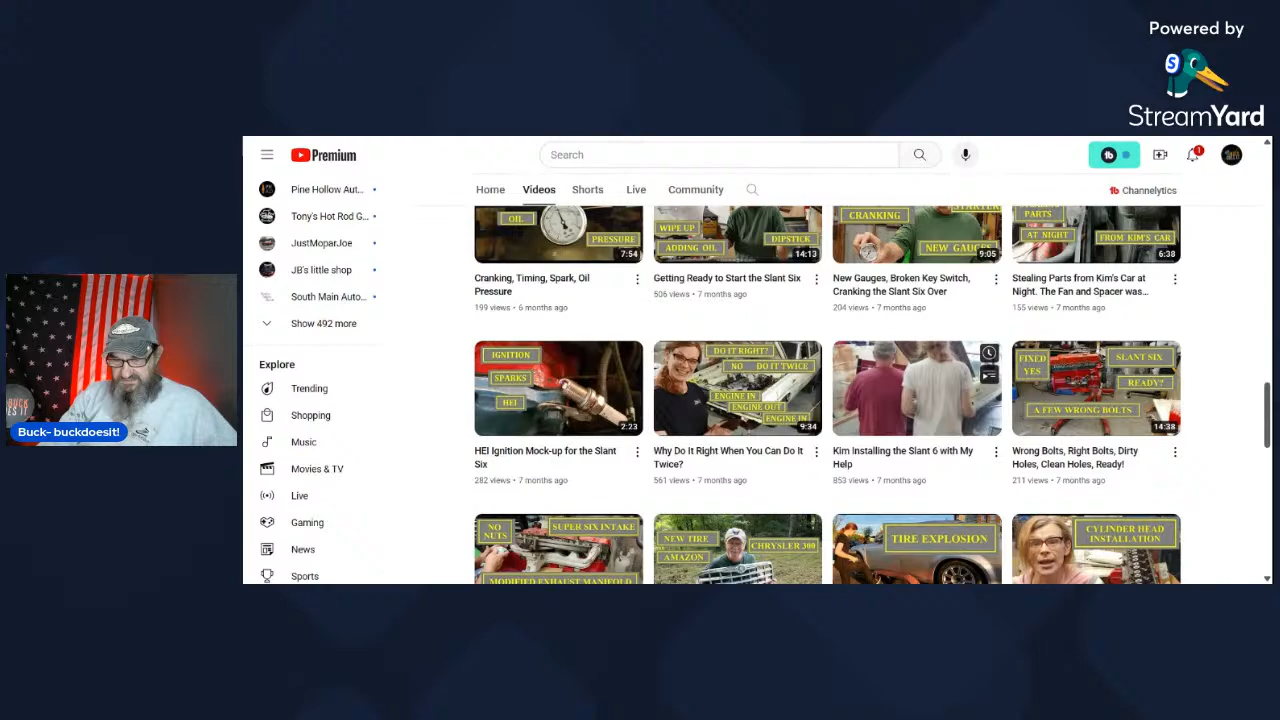 Powered by
S
StreamYard
Premium
Search
1
Pine Hollow Aut...
Tony's Hot Rod G...
JustMoparJoe
JB's little shop
South Main Auto...
Show 492 more
Explore
Trending
Shopping
Music
Movies & TV
Live
Gaming
News
Sports
Home
Videos
Shorts
Live
Community
Channelytics
OIL
PRESSURE
7:54
Cranking, Timing, Spark, Oil
Pressure
199 views • 6 months ago
WIPE UP
ADDING OIL
DIPSTICK
14:13
Getting Ready to Start the Slant Six
506 views • 7 months ago
STARTER
CRANKING
NEW GAUGES
9:05
New Gauges, Broken Key Switch,
Cranking the Slant Six Over
204 views • 7 months ago
PARTS
AT NIGHT
FROM KIM'S CAR
6:38
Stealing Parts from Kim's Car at
Night. The Fan and Spacer was...
155 views • 7 months ago
IGNITION
SPARKS
HEI
2:23
HEI Ignition Mock-up for the Slant
Six
282 views • 7 months ago
DO IT RIGHT?
NO DO IT TWICE
ENGINE IN
ENGINE OUT
ENGINE IN
9:34
Why Do It Right When You Can Do It
Twice?
561 views • 7 months ago
Kim Installing the Slant 6 with My
Help
853 views • 7 months ago
FIXED
YES
SLANT SIX
READY?
A FEW WRONG BOLTS
14:38
Wrong Bolts, Right Bolts, Dirty
Holes, Clean Holes, Ready!
211 views • 7 months ago
NO
NUTS
SUPER SIX INTAKE
MODIFIED EXHAUST MANIFOLD
NEW TIRE
CHRYSLER 300
AMAZON
TIRE EXPLOSION
CYLINDER HEAD
INSTALLATION
Buck- buckdoesit!